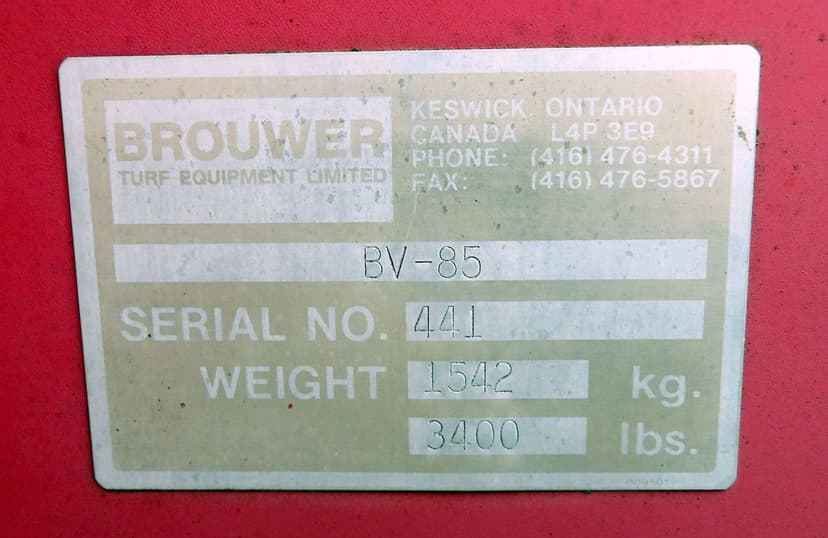 BROUWER
TURF EQUIPMENT LIMITED
KESWICK, ONTARIO
CANADA L4P 3E9
PHONE: (416) 476-4311
FAX: (416) 476-5867
BV-85
SERIAL NO. 441
WEIGHT 1542 kg.
3400 lbs.